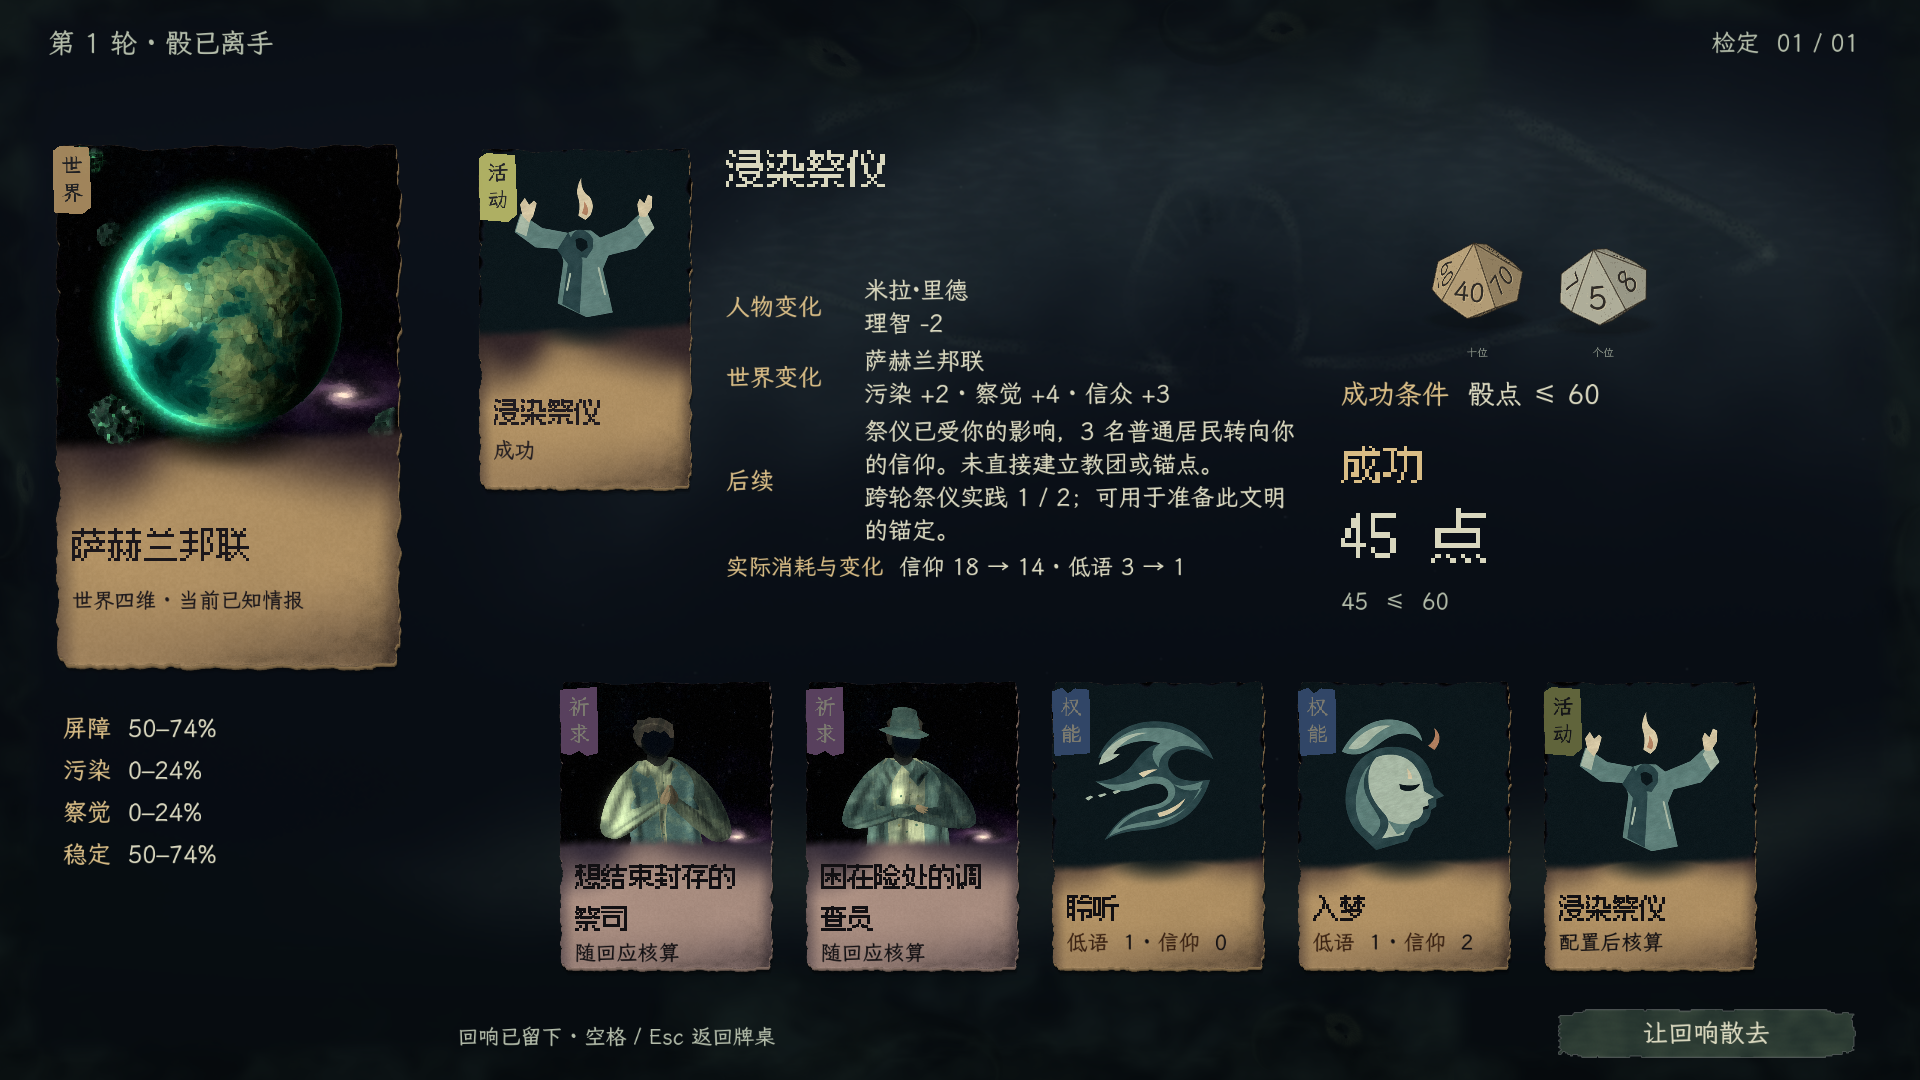 第 1 轮・骰已离手
检定 01 / 01
世界
萨赫兰邦联
世界四维・当前已知情报
屏障 50–74%
污染 0–24%
察觉 0–24%
稳定 50–74%
活动
浸染祭仪
成功
浸染祭仪
人物变化
米拉·里德
理智 -2
世界变化
萨赫兰邦联
污染 +2・察觉 +4・信众 +3
后续
祭仪已受你的影响，3 名普通居民转向你
的信仰。未直接建立教团或锚点。
跨轮祭仪实践 1 / 2；可用于准备此文明
的锚定。
实际消耗与变化 信仰 18 → 14・低语 3 → 1
60 40 70
7 5 8
十位
个位
成功条件 骰点 ≤ 60
成功
45 点
45 ≤ 60
祈求
想结束封存的
祭司
随回应核算
祈求
困在险处的调
查员
随回应核算
权能
聆听
低语 1・信仰 0
权能
入梦
低语 1・信仰 2
活动
浸染祭仪
配置后核算
回响已留下・空格 / Esc 返回牌桌
让回响散去